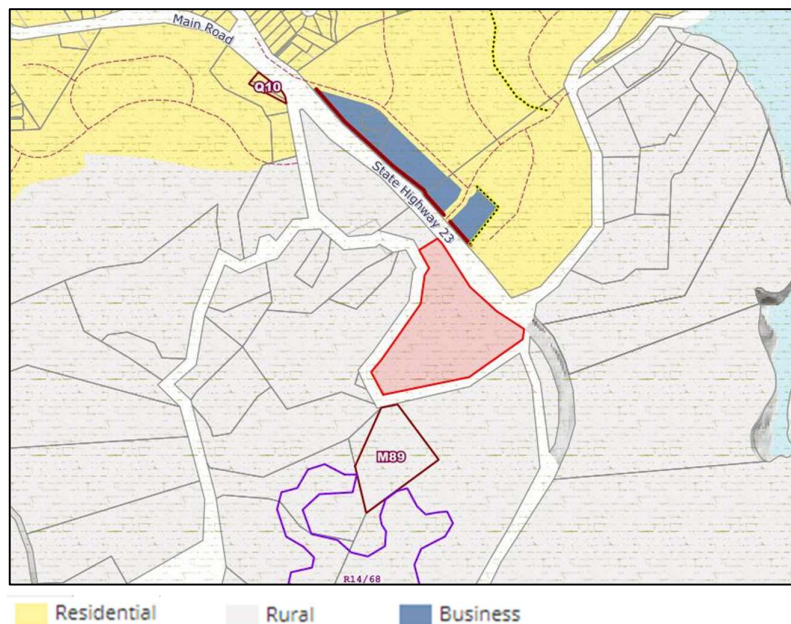 Main Road
Q10
State Highway 23
M89
R14/68
Residential
Rural
Business